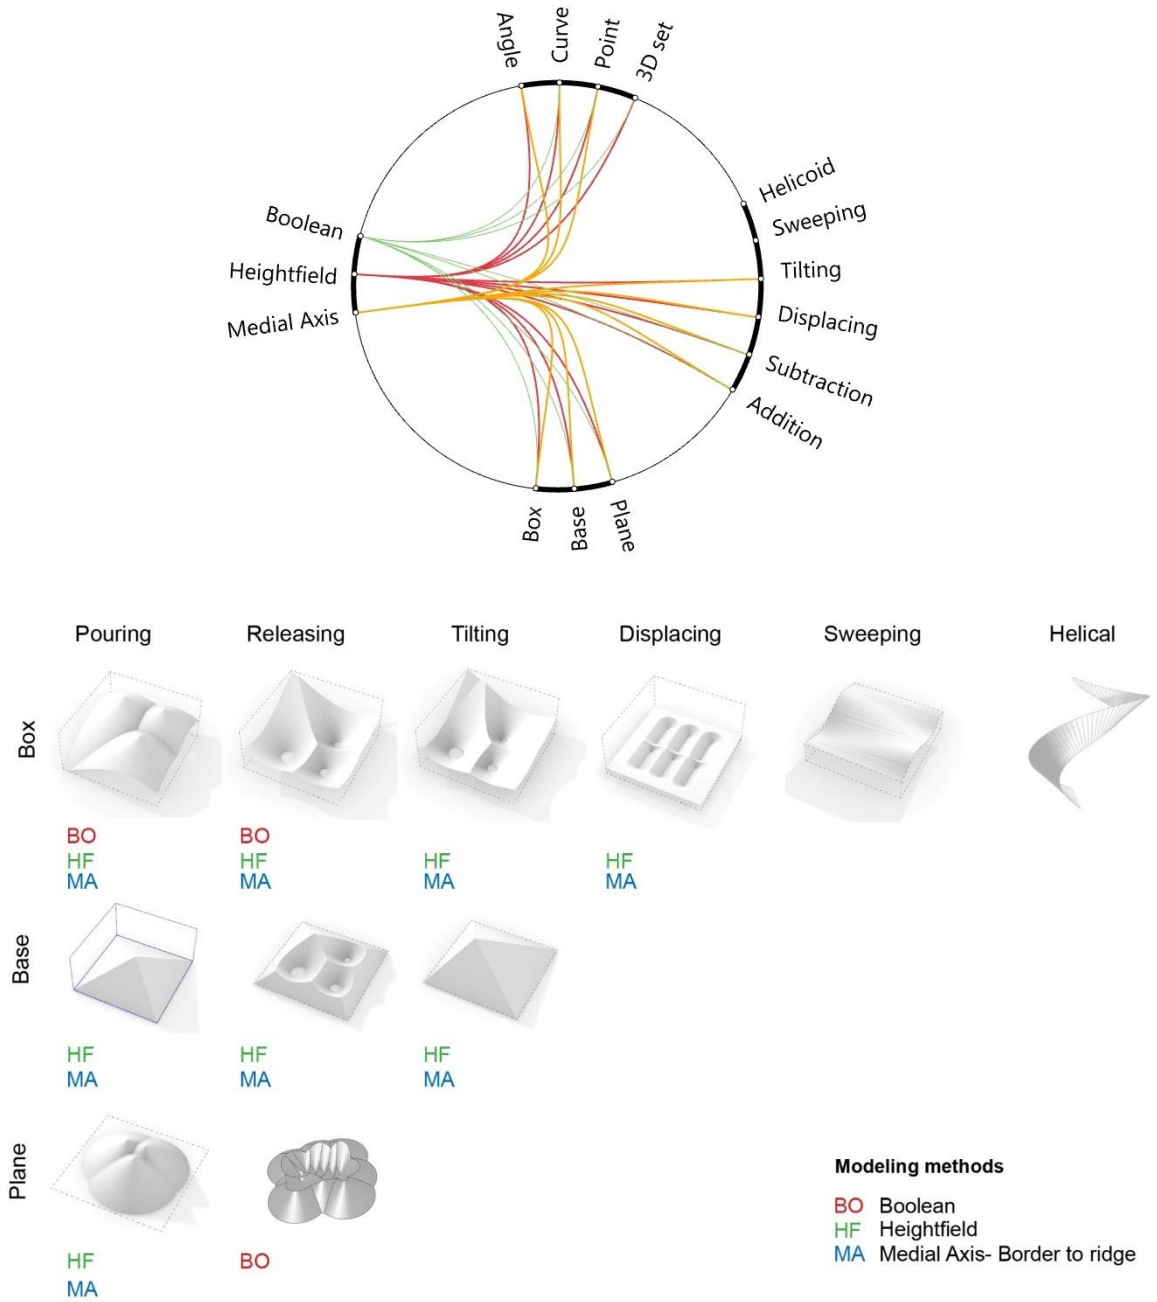 Angle
Curve
Point
3D set
Helicoid
Sweeping
Tilting
Displacing
Subtraction
Addition
Boolean
Heightfield
Medial Axis
Box
Base
Plane
Pouring Releasing Tilting Displacing Sweeping Helical
Box
BO BO
HF HF HF HF
MA MA MA MA
Base
HF HF HF
MA MA MA
Plane
HF BO
MA
Modeling methods
BO Boolean
HF Heightfield
MA Medial Axis- Border to ridge